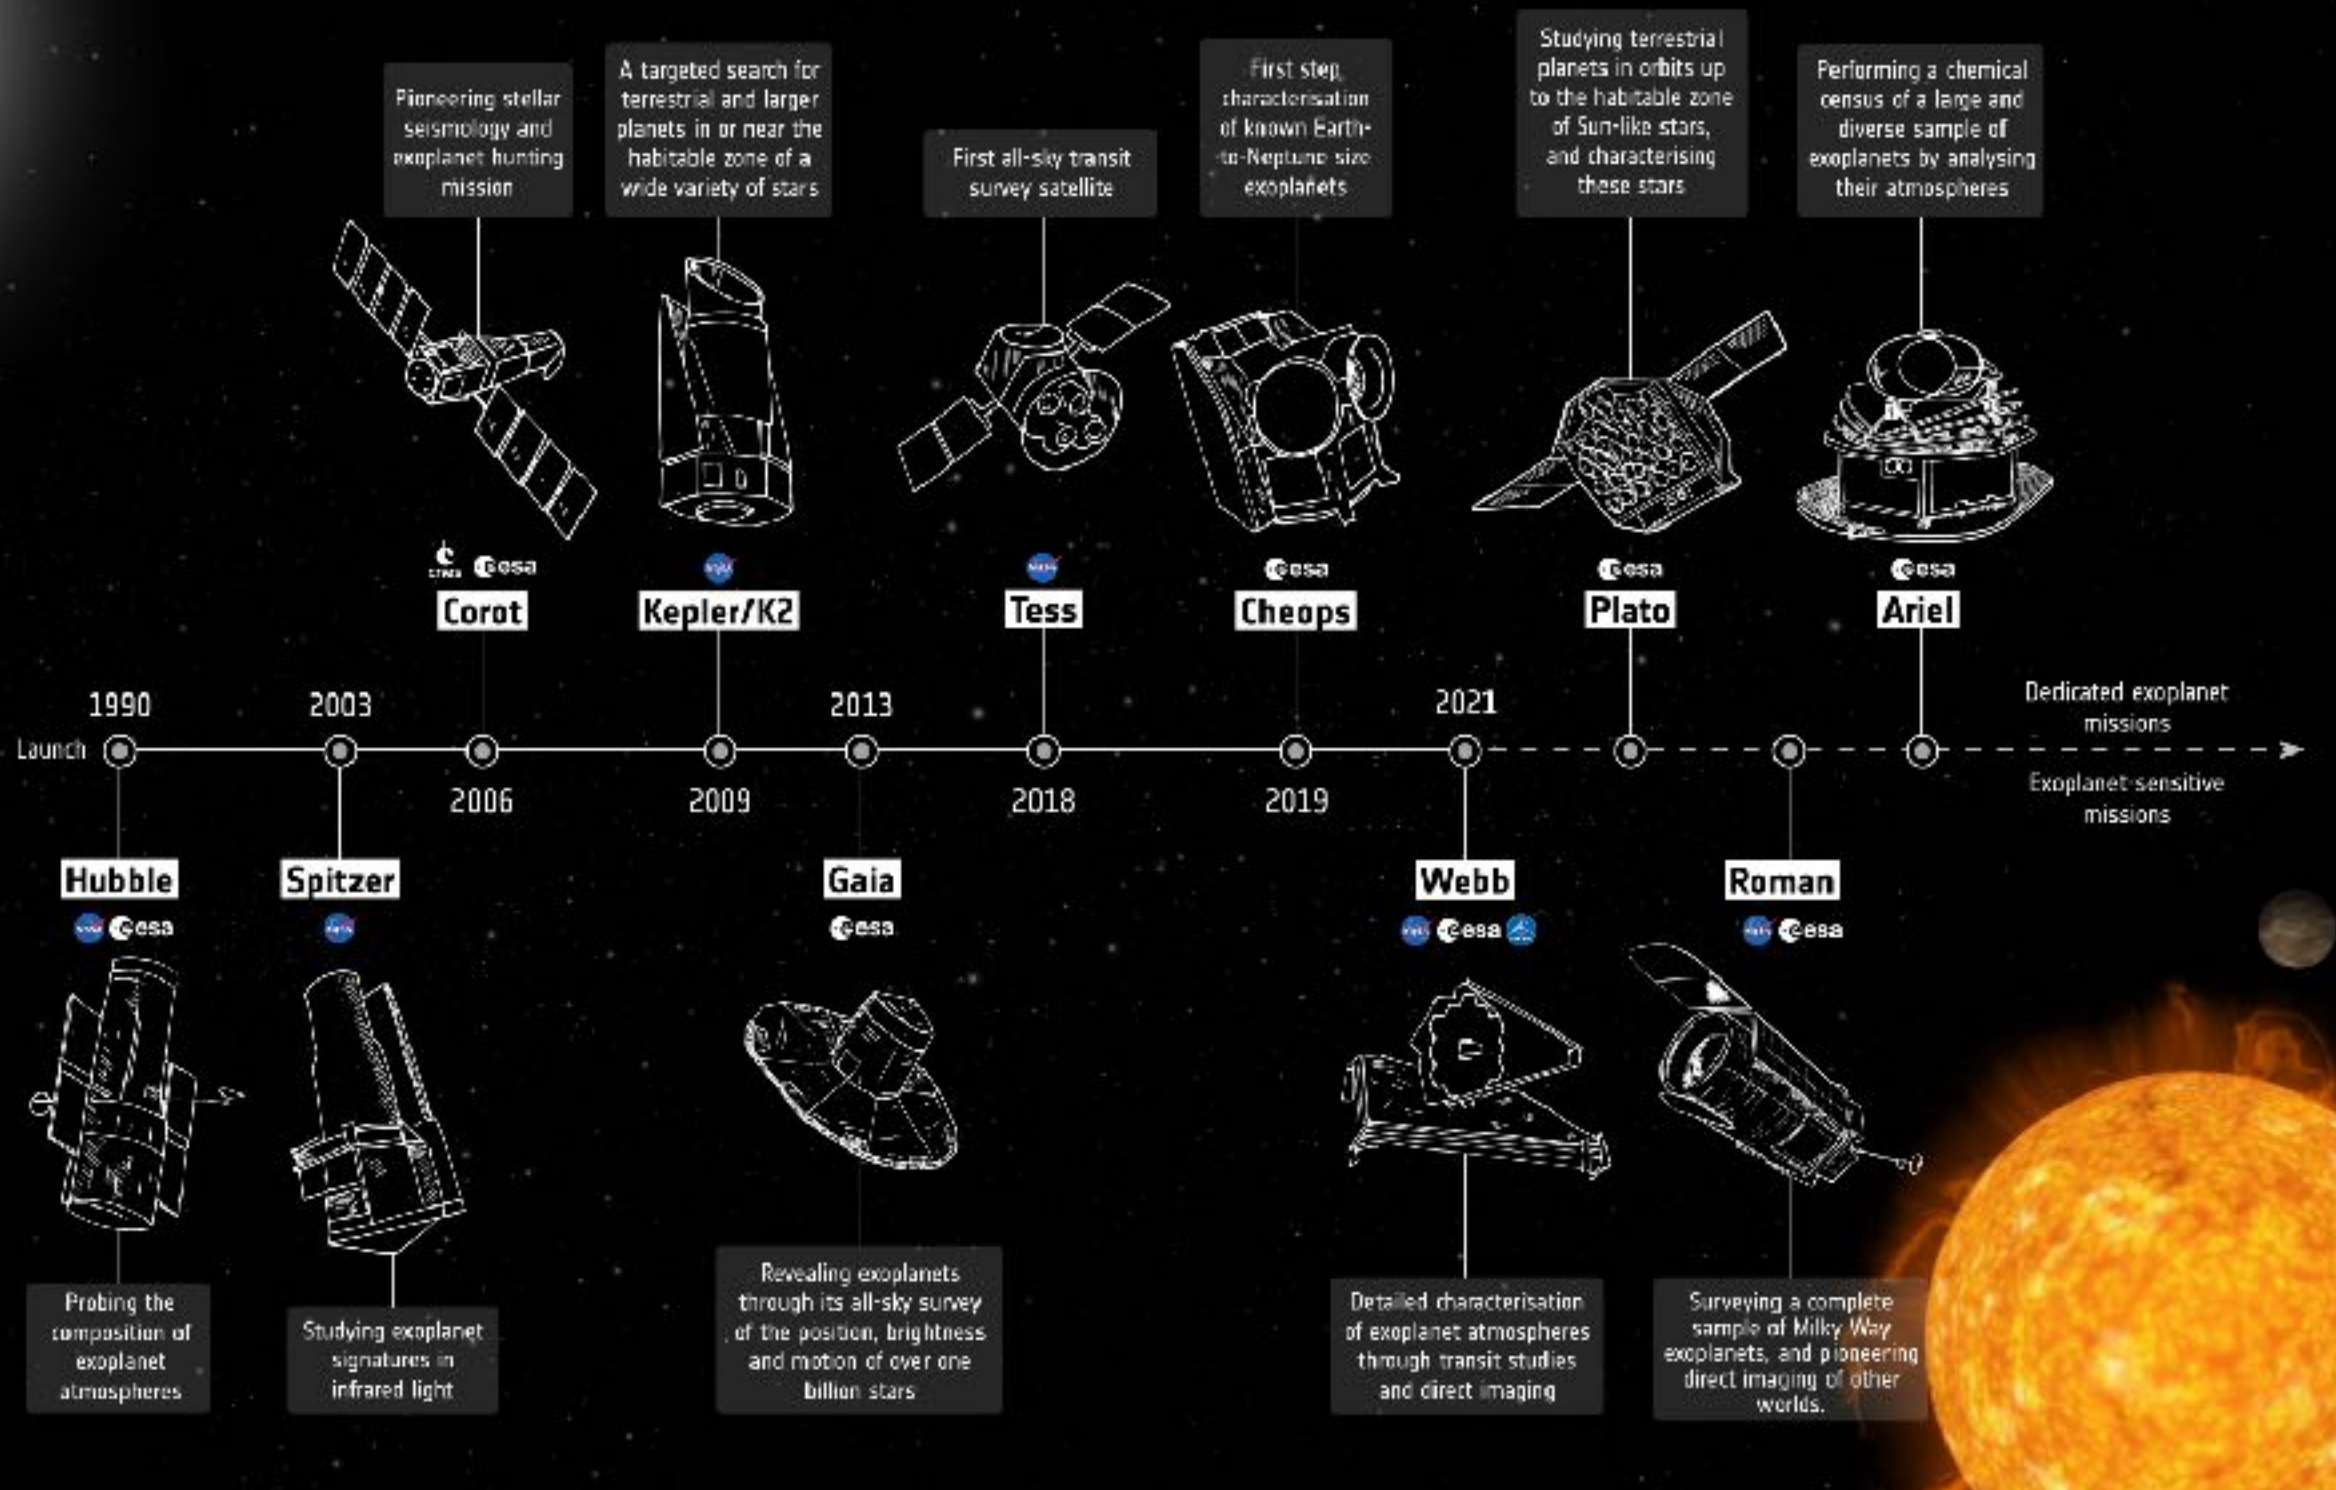 Pioneering stellar
seismology and
exoplanet hunting
mission
A targeted search for
terrestrial and larger
planets in or near the
habitable zone of a
wide variety of stars
First all-sky transit
survey satellite
First step
characterisation
of known Earth-
to-Neptune size
exoplanets
Studying terrestrial
planets in orbits up
to the habitable zone
of Sun-like stars,
and characterising
these stars
Performing a chemical
census of a large and
diverse sample of
exoplanets by analysing
their atmospheres
cnes esa
Corot
NASA
Kepler/K2
NASA
Tess
esa
Cheops
esa
Plato
esa
Ariel
1990
2003
2013
2021
Dedicated exoplanet
missions
Launch
2006
2009
2018
2019
Exoplanet-sensitive
missions
Hubble
NASA esa
Spitzer
NASA
Gaia
esa
Webb
NASA esa
Roman
NASA esa
Probing the
composition of
exoplanet
atmospheres
Studying exoplanet
signatures in
infrared light
Revealing exoplanets
through its all-sky survey
of the position, brightness
and motion of over one
billion stars
Detailed characterisation
of exoplanet atmospheres
through transit studies
and direct imaging
Surveying a complete
sample of Milky Way
exoplanets, and pioneering
direct imaging of other
worlds.